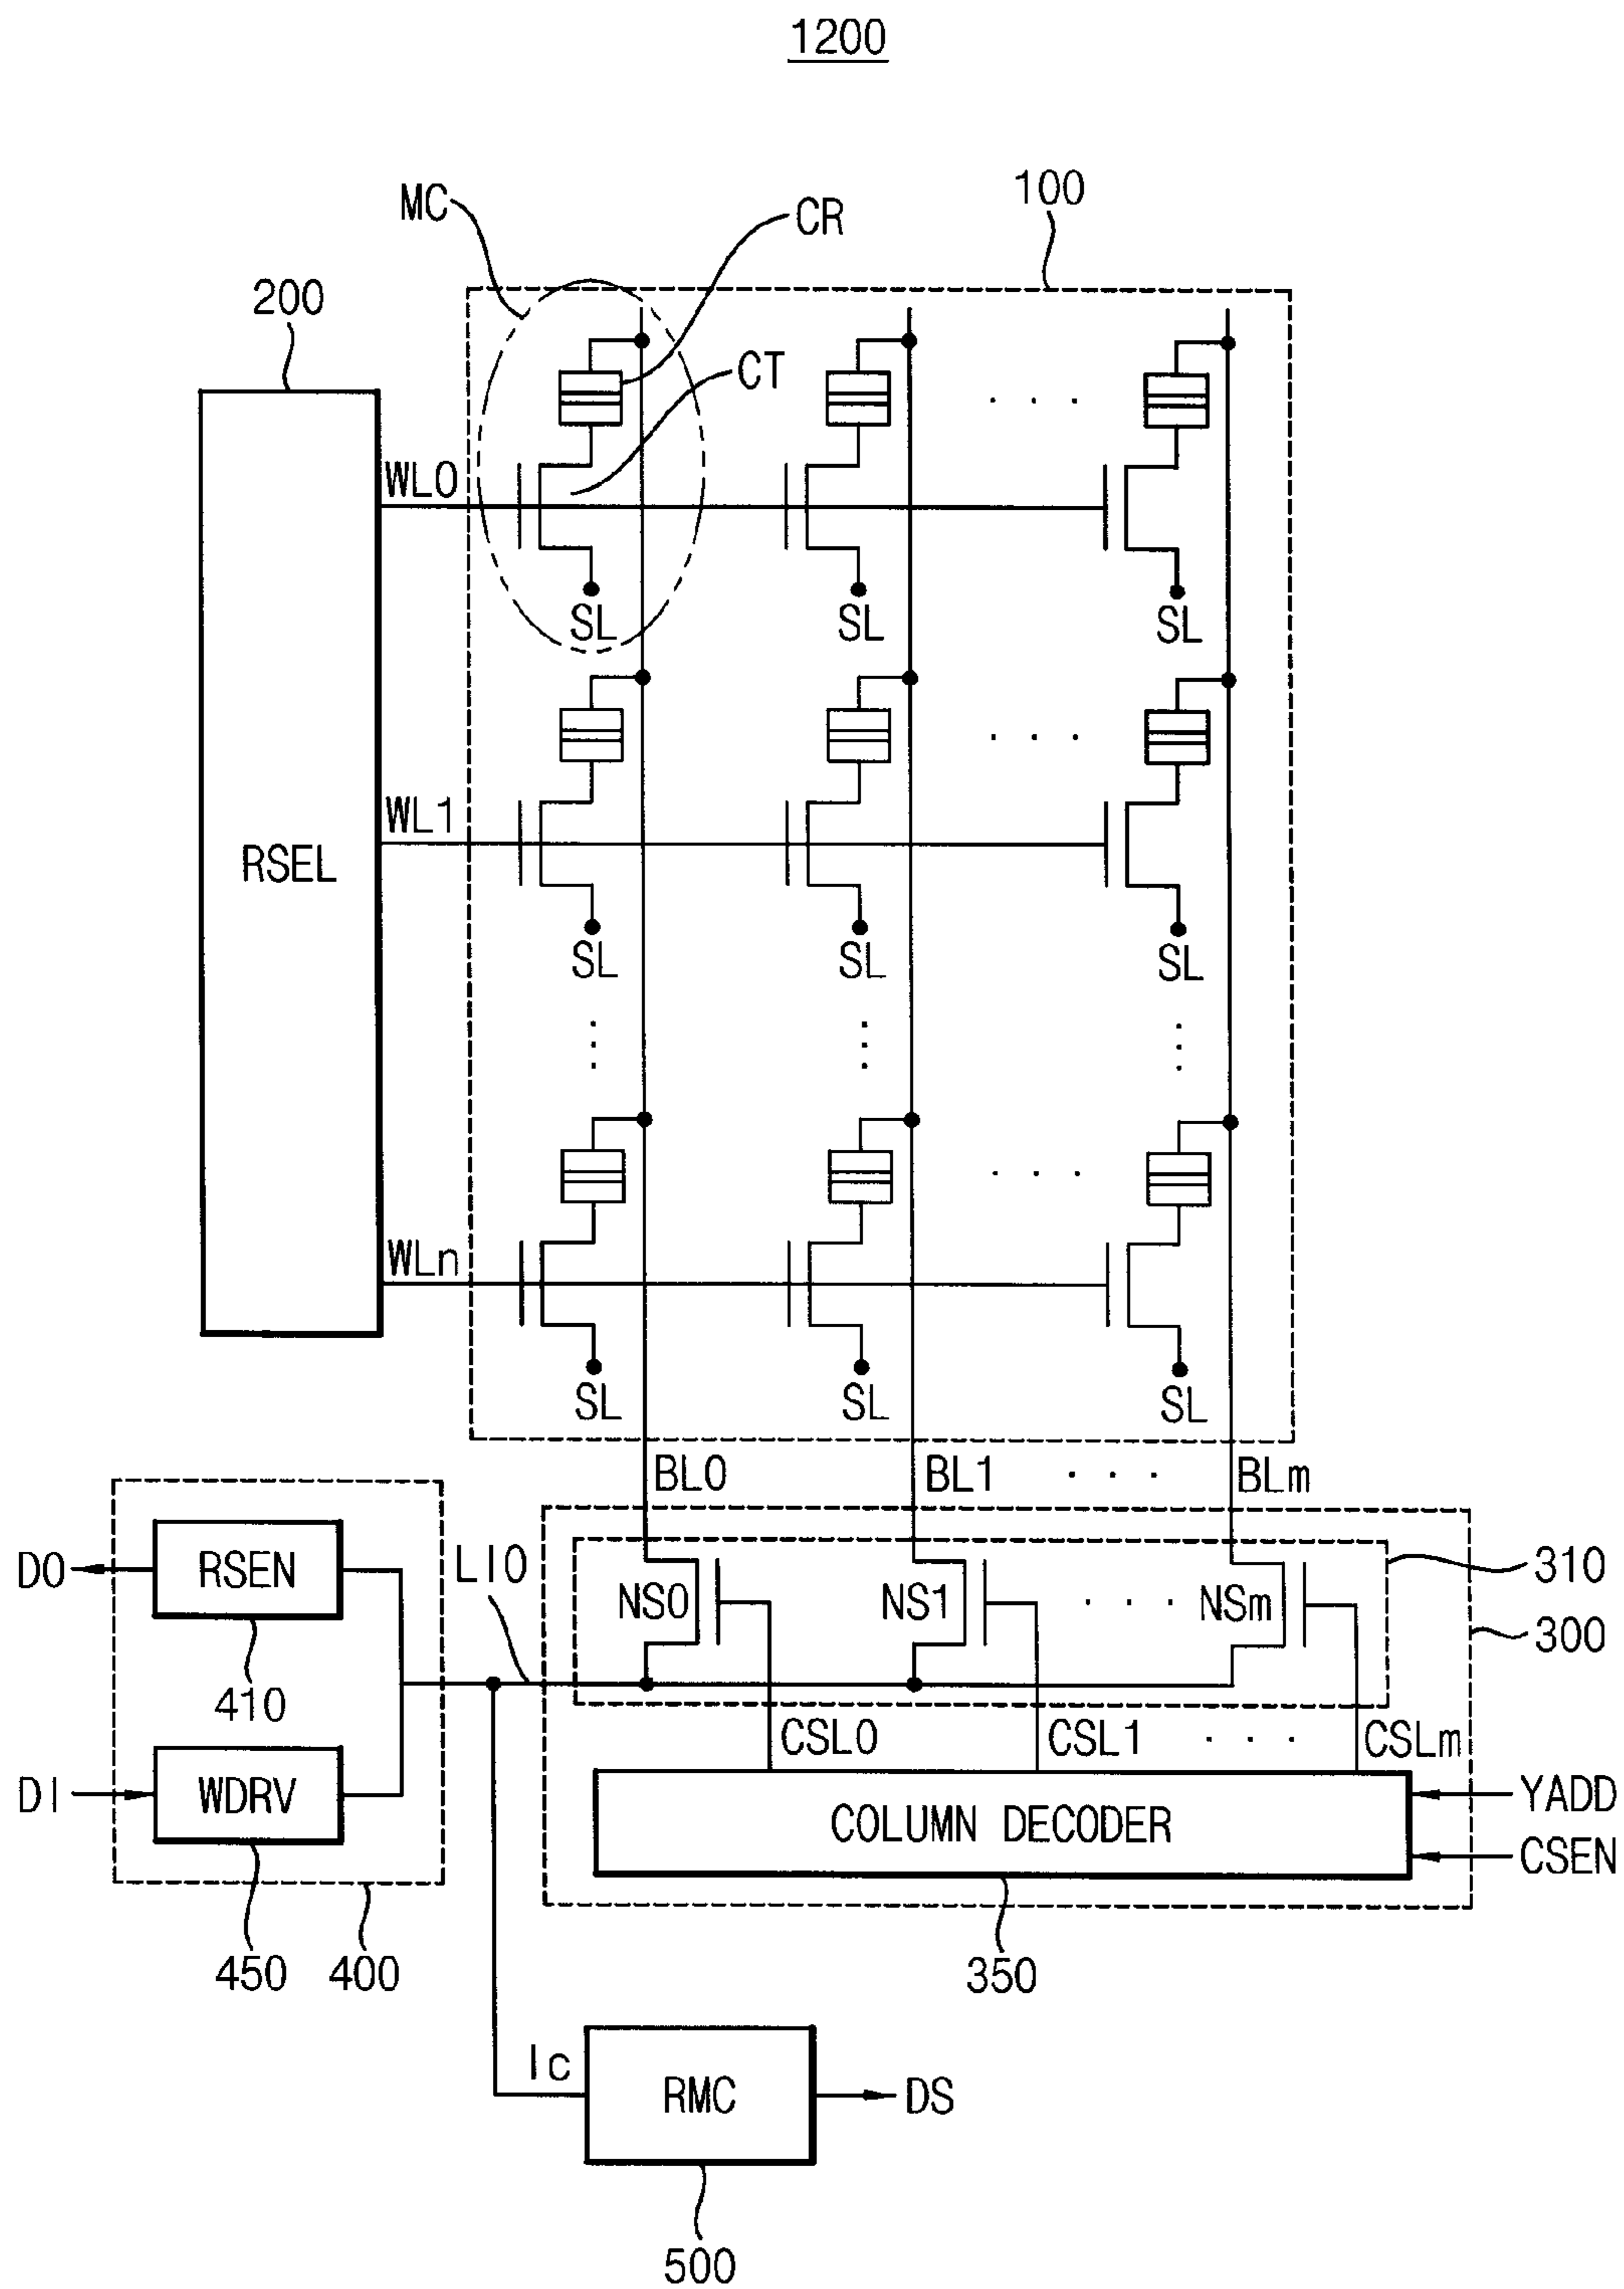 1200
100
MC
CR
200
CT
WL0
SL SL SL
WL1
RSEL
SL SL SL
WLn
SL SL SL
BL0 BL1 BLm
DO RSEN LIO NS0 NS1 NSm 310
300
410
CSL0 CSL1 CSLm
DI WDRV COLUMN DECODER YADD
CSEN
450 400 350
Ic RMC DS
500